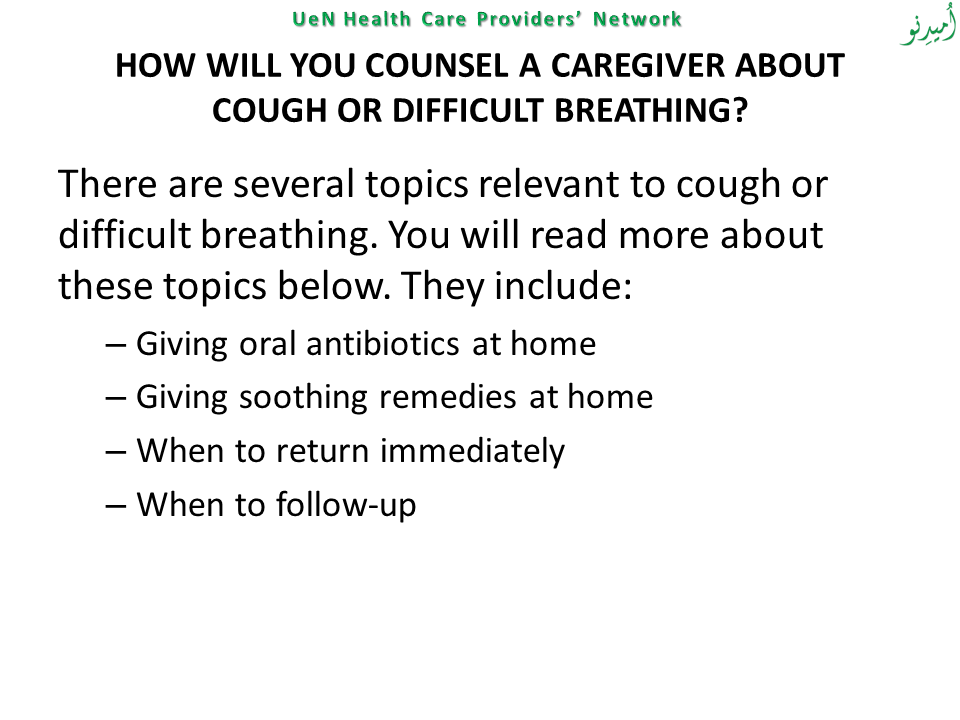 UeN Health Care Providers’ Network
اُمیدِنو
HOW WILL YOU COUNSEL A CAREGIVER ABOUT
COUGH OR DIFFICULT BREATHING?
There are several topics relevant to cough or
difficult breathing. You will read more about
these topics below. They include:
– Giving oral antibiotics at home
– Giving soothing remedies at home
– When to return immediately
– When to follow-up